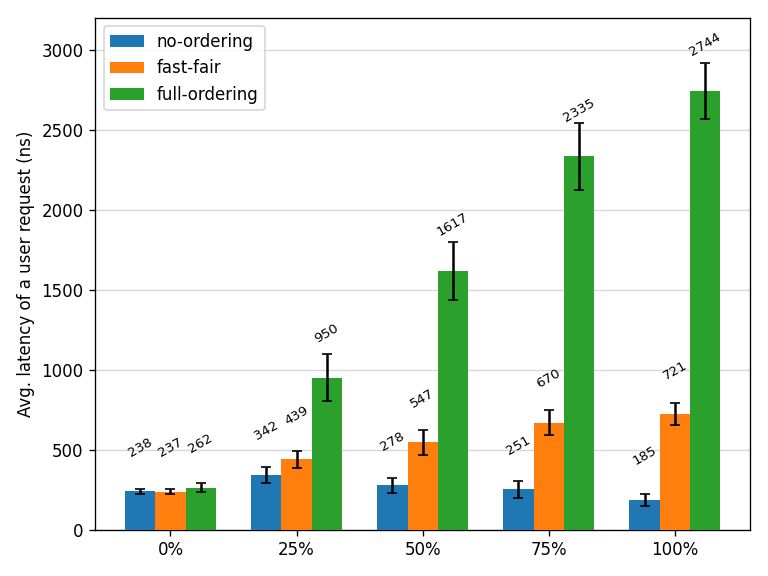 no-ordering
fast-fair
full-ordering
Avg. latency of a user request (ns)
3000
2500
2000
1500
1000
500
0
238 237 262
342 439 950
278 547 1617
251 670 2335
185 721 2744
0% 25% 50% 75% 100%